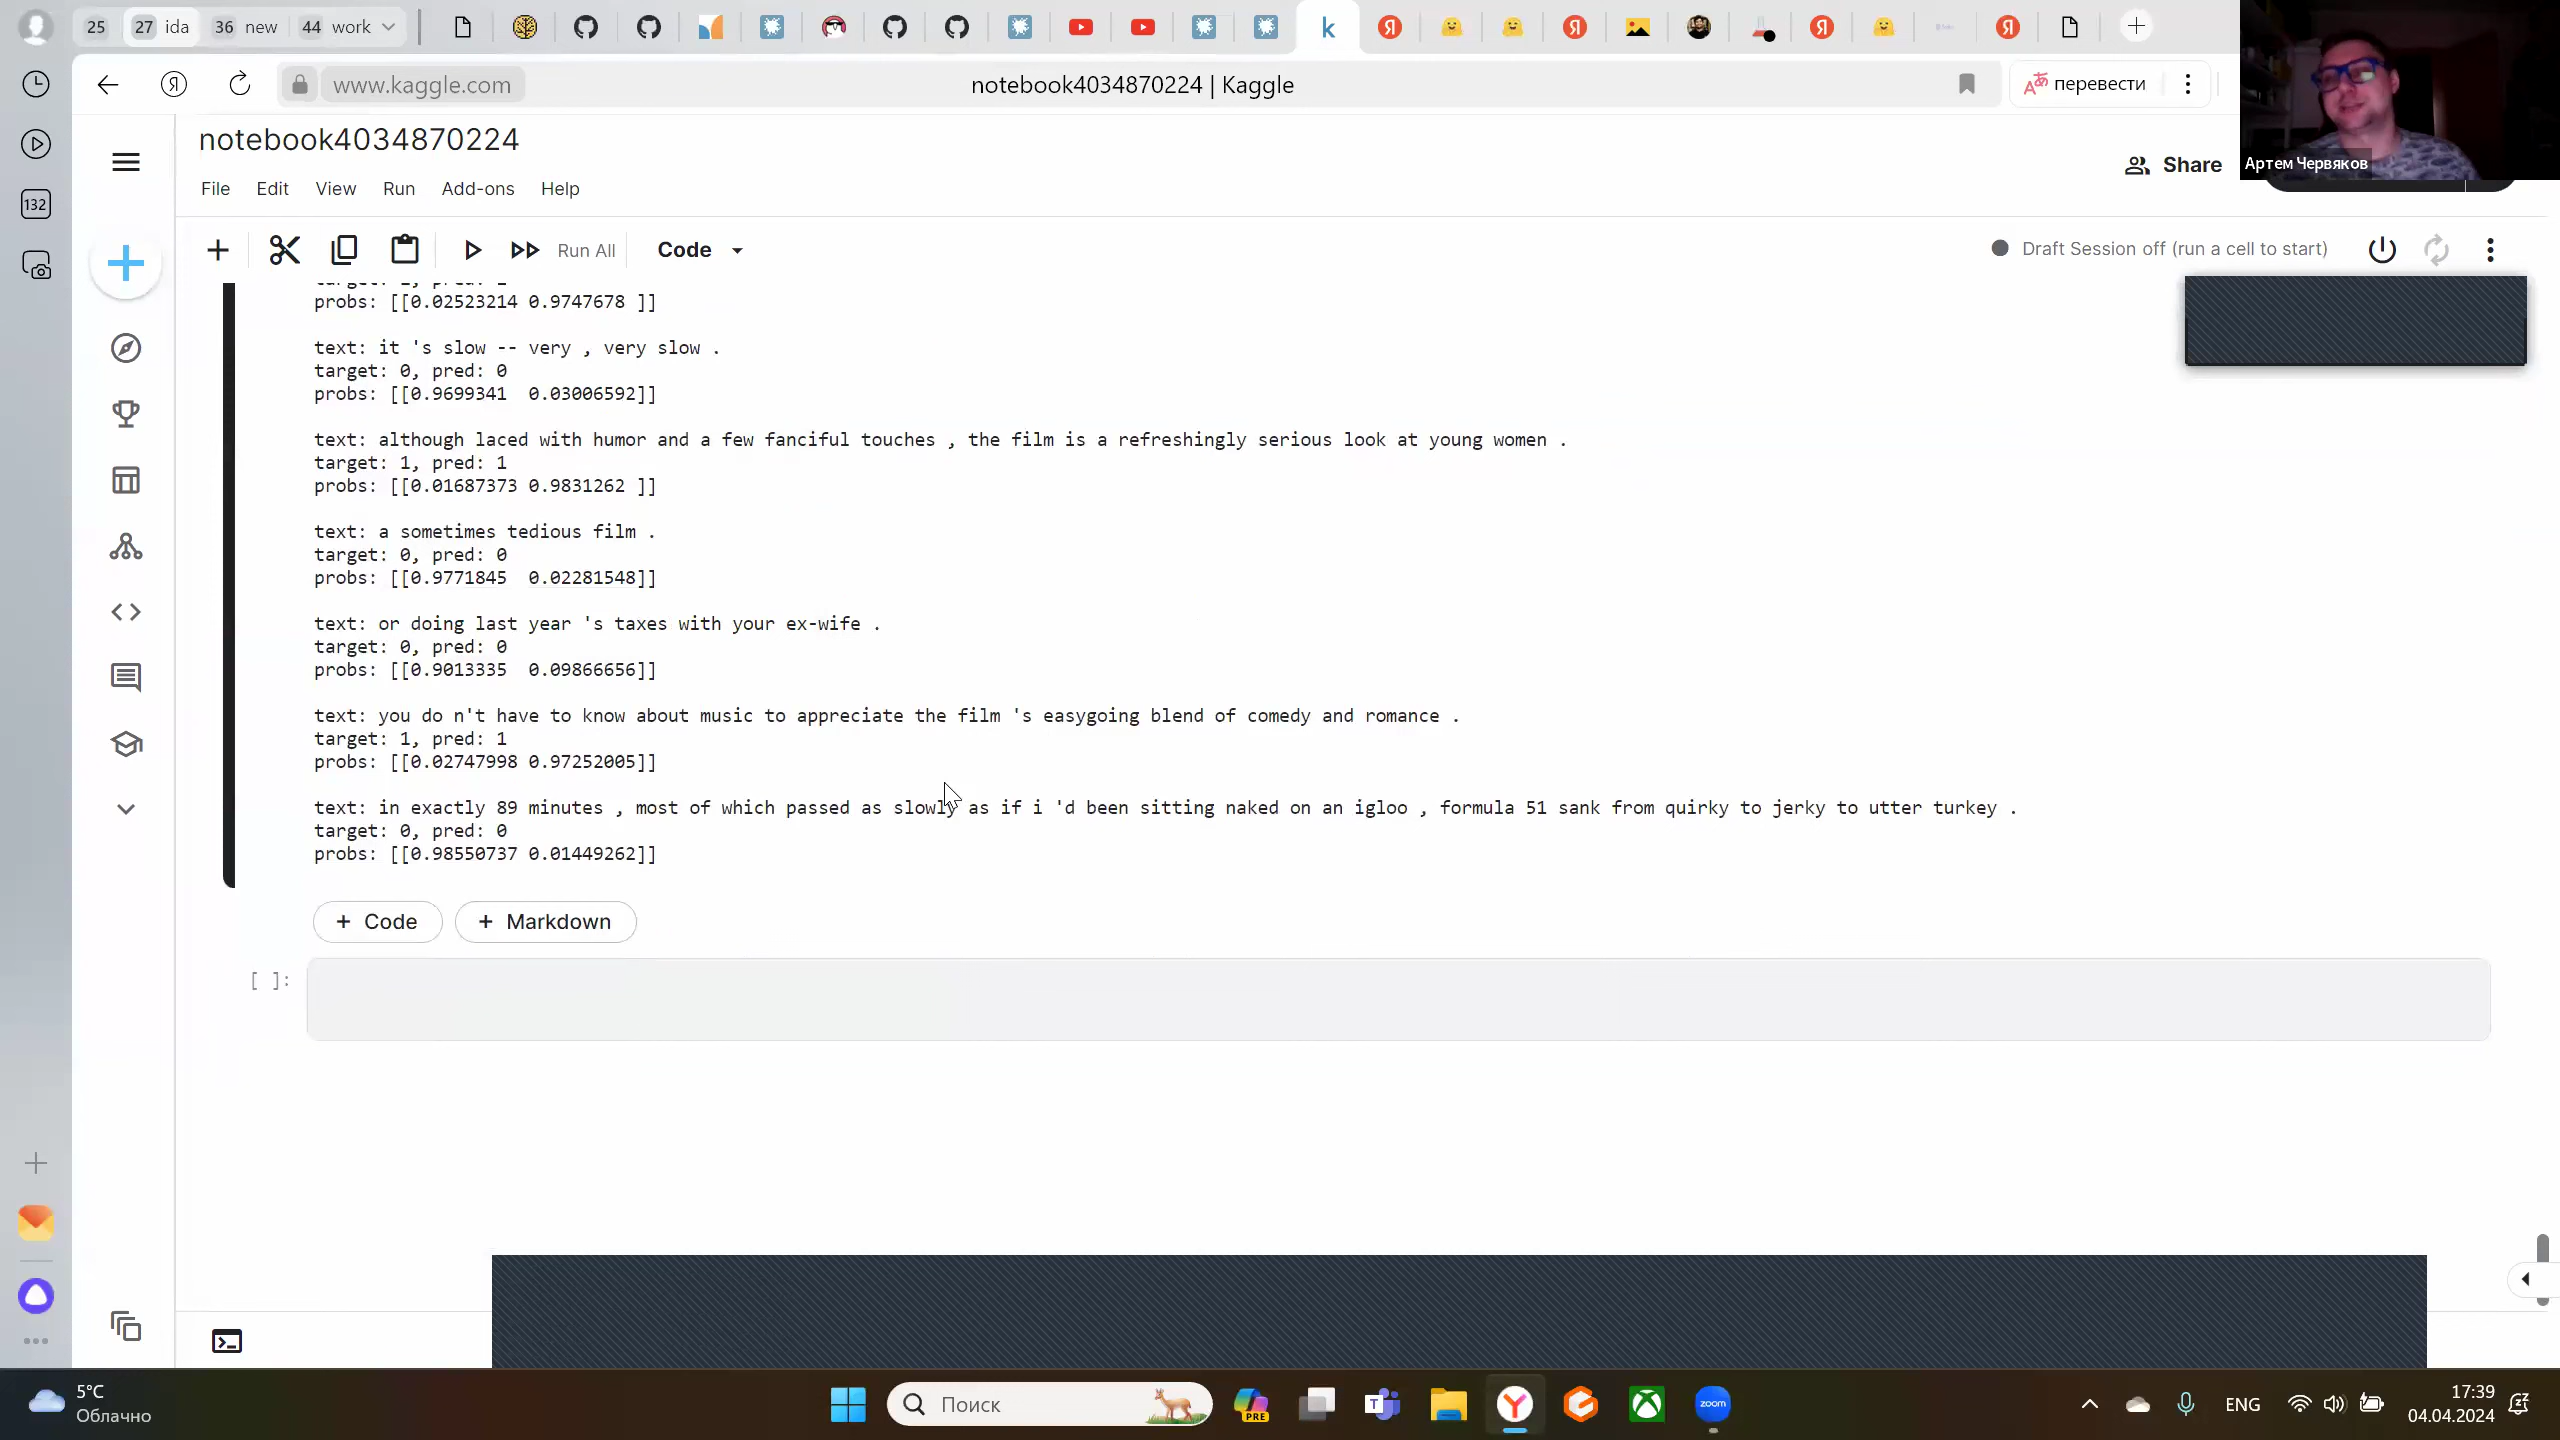 25
27 ida
36 new
44 work
www.kaggle.com
notebook4034870224 | Kaggle
перевести
132
notebook4034870224
Share
Артем Червяков
File Edit View Run Add-ons Help
Run All
Code
Draft Session off (run a cell to start)
probs: [[0.02523214 0.9747678 ]]
text: it 's slow -- very , very slow .
target: 0, pred: 0
probs: [[0.9699341  0.03006592]]
text: although laced with humor and a few fanciful touches , the film is a refreshingly serious look at young women .
target: 1, pred: 1
probs: [[0.01687373 0.9831262 ]]
text: a sometimes tedious film .
target: 0, pred: 0
probs: [[0.9771845  0.02281548]]
text: or doing last year 's taxes with your ex-wife .
target: 0, pred: 0
probs: [[0.9013335  0.09866656]]
text: you do n't have to know about music to appreciate the film 's easygoing blend of comedy and romance .
target: 1, pred: 1
probs: [[0.02747998 0.97252005]]
text: in exactly 89 minutes , most of which passed as slowly as if i 'd been sitting naked on an igloo , formula 51 sank from quirky to jerky to utter turkey .
target: 0, pred: 0
probs: [[0.98550737 0.01449262]]
+ Code
+ Markdown
[ ]:
5°C
Облачно
Поиск
PRE
zoom
ENG
17:39
04.04.2024